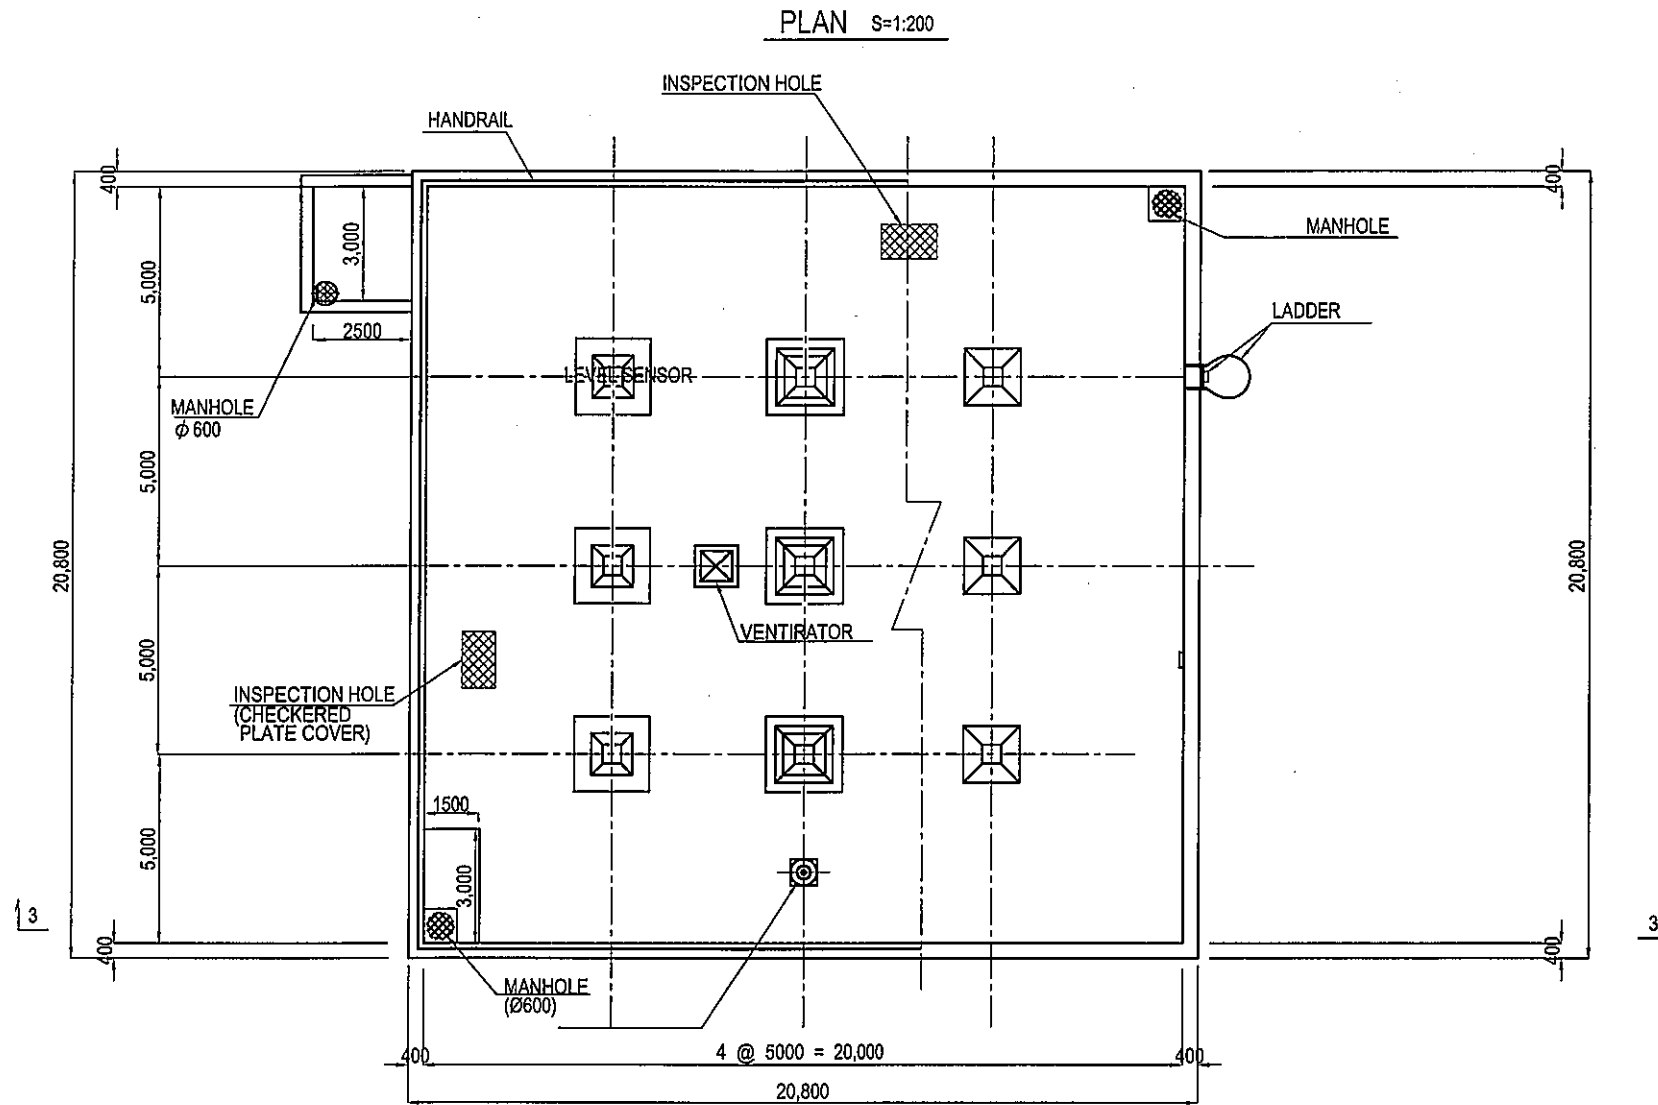 PLAN S=1:200
INSPECTION HOLE
HANDRAIL
400
400
3,000
MANHOLE
5,000
2500
LADDER
LEVEL SENSOR
MANHOLE
φ 600
5,000
20,800
20,800
VENTIRATOR
5,000
INSPECTION HOLE
(CHECKERED
PLATE COVER)
1500
5,000
3,000
3
3
400
400
MANHOLE
(Ø600)
400
4 @ 5000 = 20,000
400
20,800